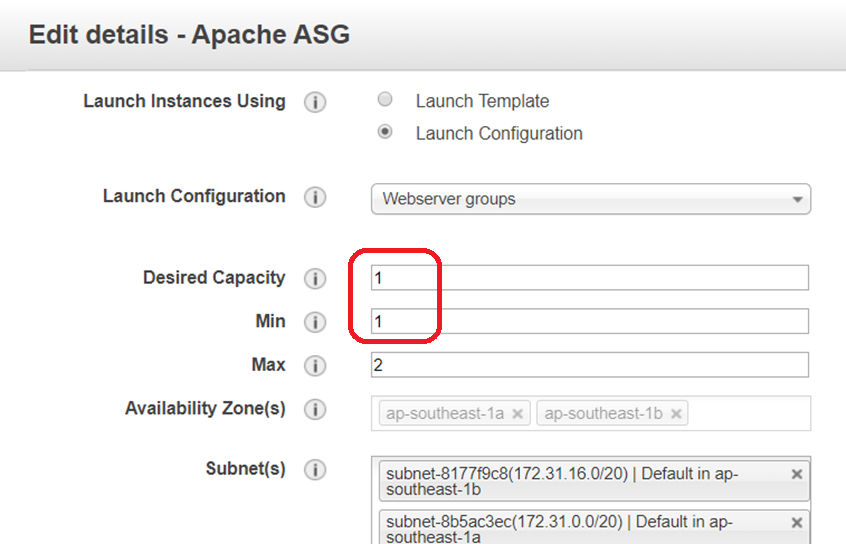 Edit details - Apache ASG
Launch Instances Using i Launch Template
Launch Configuration
Launch Configuration i Webserver groups
Desired Capacity i 1
Min i 1
Max i 2
Availability Zone(s) i ap-southeast-1a × ap-southeast-1b ×
Subnet(s) i subnet-8177f9c8(172.31.16.0/20) | Default in ap- ×
southeast-1b
subnet-8b5ac3ec(172.31.0.0/20) | Default in ap- ×
southeast-1a